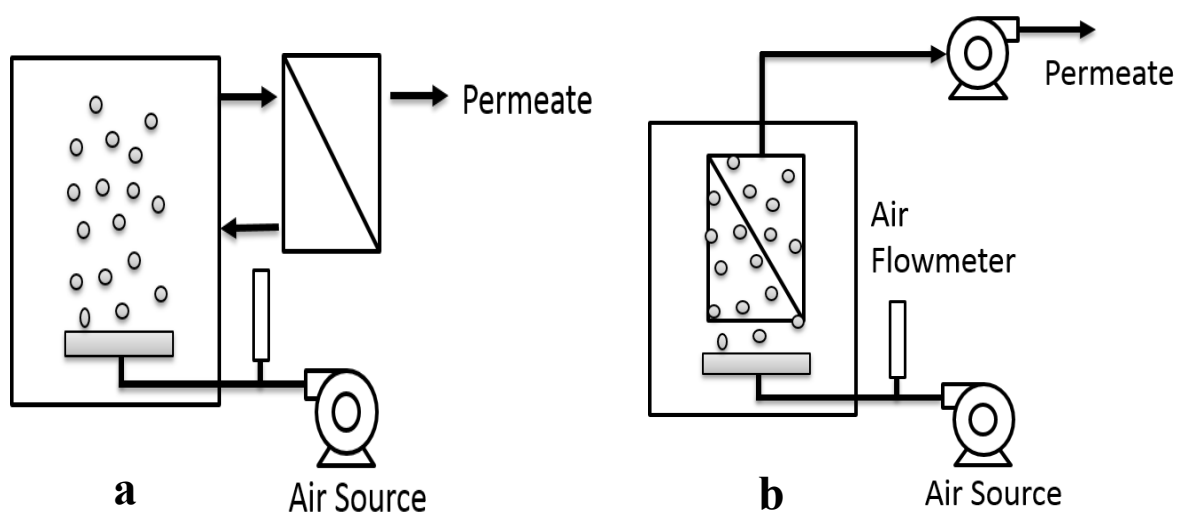 Permeate
Air Source
a
Permeate
Air
Flowmeter
Air Source
b